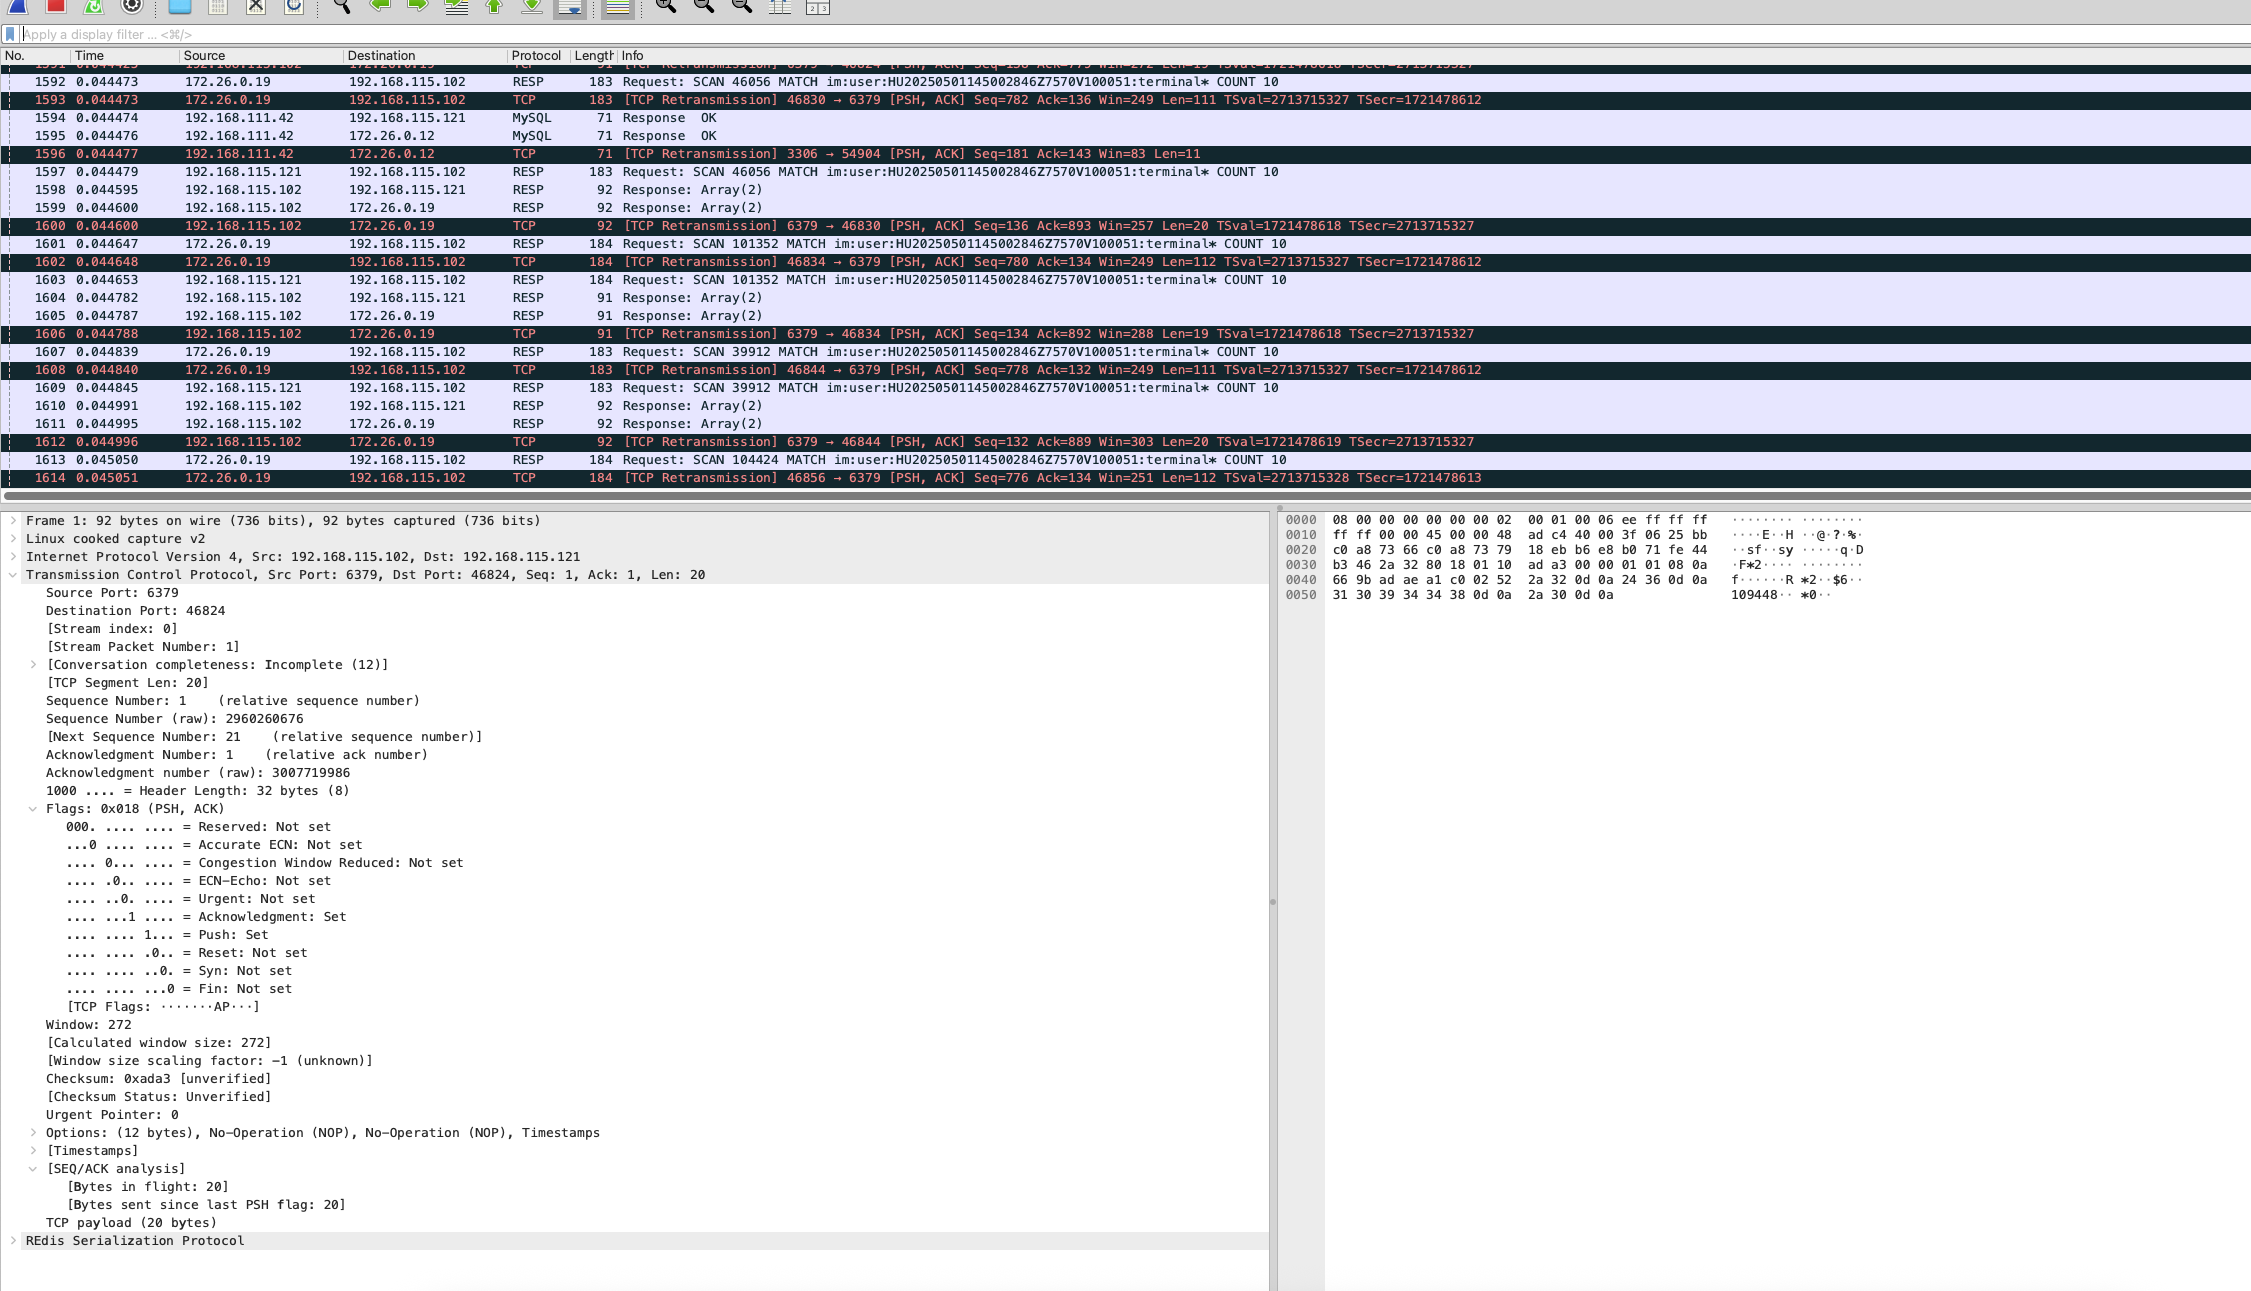 Apply a display filter ... <⌘/>
No. Time Source Destination Protocol Length Info
1592 0.044473 172.26.0.19 192.168.115.102 RESP 183 Request: SCAN 46056 MATCH im:user:HU20250501145002846Z7570V100051:terminal* COUNT 10
1593 0.044473 172.26.0.19 192.168.115.102 TCP 183 [TCP Retransmission] 46830 → 6379 [PSH, ACK] Seq=782 Ack=136 Win=249 Len=111 TSval=2713715327 TSecr=1721478612
1594 0.044474 192.168.111.42 192.168.115.121 MySQL 71 Response OK
1595 0.044476 192.168.111.42 172.26.0.12 MySQL 71 Response OK
1596 0.044477 192.168.111.42 172.26.0.12 TCP 71 [TCP Retransmission] 3306 → 54904 [PSH, ACK] Seq=181 Ack=143 Win=83 Len=11
1597 0.044479 192.168.115.121 192.168.115.102 RESP 183 Request: SCAN 46056 MATCH im:user:HU20250501145002846Z7570V100051:terminal* COUNT 10
1598 0.044595 192.168.115.102 192.168.115.121 RESP 92 Response: Array(2)
1599 0.044600 192.168.115.102 172.26.0.19 RESP 92 Response: Array(2)
1600 0.044600 192.168.115.102 172.26.0.19 TCP 92 [TCP Retransmission] 6379 → 46830 [PSH, ACK] Seq=136 Ack=893 Win=257 Len=20 TSval=1721478618 TSecr=2713715327
1601 0.044647 172.26.0.19 192.168.115.102 RESP 184 Request: SCAN 101352 MATCH im:user:HU20250501145002846Z7570V100051:terminal* COUNT 10
1602 0.044648 172.26.0.19 192.168.115.102 TCP 184 [TCP Retransmission] 46834 → 6379 [PSH, ACK] Seq=780 Ack=134 Win=249 Len=112 TSval=2713715327 TSecr=1721478612
1603 0.044653 192.168.115.121 192.168.115.102 RESP 184 Request: SCAN 101352 MATCH im:user:HU20250501145002846Z7570V100051:terminal* COUNT 10
1604 0.044782 192.168.115.102 192.168.115.121 RESP 91 Response: Array(2)
1605 0.044787 192.168.115.102 172.26.0.19 RESP 91 Response: Array(2)
1606 0.044788 192.168.115.102 172.26.0.19 TCP 91 [TCP Retransmission] 6379 → 46834 [PSH, ACK] Seq=134 Ack=892 Win=288 Len=19 TSval=1721478618 TSecr=2713715327
1607 0.044839 172.26.0.19 192.168.115.102 RESP 183 Request: SCAN 39912 MATCH im:user:HU20250501145002846Z7570V100051:terminal* COUNT 10
1608 0.044840 172.26.0.19 192.168.115.102 TCP 183 [TCP Retransmission] 46844 → 6379 [PSH, ACK] Seq=778 Ack=132 Win=249 Len=111 TSval=2713715327 TSecr=1721478612
1609 0.044845 192.168.115.121 192.168.115.102 RESP 183 Request: SCAN 39912 MATCH im:user:HU20250501145002846Z7570V100051:terminal* COUNT 10
1610 0.044991 192.168.115.102 192.168.115.121 RESP 92 Response: Array(2)
1611 0.044995 192.168.115.102 172.26.0.19 RESP 92 Response: Array(2)
1612 0.044996 192.168.115.102 172.26.0.19 TCP 92 [TCP Retransmission] 6379 → 46844 [PSH, ACK] Seq=132 Ack=889 Win=303 Len=20 TSval=1721478619 TSecr=2713715327
1613 0.045050 172.26.0.19 192.168.115.102 RESP 184 Request: SCAN 104424 MATCH im:user:HU20250501145002846Z7570V100051:terminal* COUNT 10
1614 0.045051 172.26.0.19 192.168.115.102 TCP 184 [TCP Retransmission] 46856 → 6379 [PSH, ACK] Seq=776 Ack=134 Win=251 Len=112 TSval=2713715328 TSecr=1721478613
Frame 1: 92 bytes on wire (736 bits), 92 bytes captured (736 bits)
Linux cooked capture v2
Internet Protocol Version 4, Src: 192.168.115.102, Dst: 192.168.115.121
Transmission Control Protocol, Src Port: 6379, Dst Port: 46824, Seq: 1, Ack: 1, Len: 20
Source Port: 6379
Destination Port: 46824
[Stream index: 0]
[Stream Packet Number: 1]
[Conversation completeness: Incomplete (12)]
[TCP Segment Len: 20]
Sequence Number: 1 (relative sequence number)
Sequence Number (raw): 2960260676
[Next Sequence Number: 21 (relative sequence number)]
Acknowledgment Number: 1 (relative ack number)
Acknowledgment number (raw): 3007719986
1000 .... = Header Length: 32 bytes (8)
Flags: 0x018 (PSH, ACK)
000. .... .... = Reserved: Not set
...0 .... .... = Accurate ECN: Not set
.... 0... .... = Congestion Window Reduced: Not set
.... .0.. .... = ECN-Echo: Not set
.... ..0. .... = Urgent: Not set
.... ...1 .... = Acknowledgment: Set
.... .... 1... = Push: Set
.... .... .0.. = Reset: Not set
.... .... ..0. = Syn: Not set
.... .... ...0 = Fin: Not set
[TCP Flags: ·······AP···]
Window: 272
[Calculated window size: 272]
[Window size scaling factor: -1 (unknown)]
Checksum: 0xada3 [unverified]
[Checksum Status: Unverified]
Urgent Pointer: 0
Options: (12 bytes), No-Operation (NOP), No-Operation (NOP), Timestamps
[Timestamps]
[SEQ/ACK analysis]
[Bytes in flight: 20]
[Bytes sent since last PSH flag: 20]
TCP payload (20 bytes)
REdis Serialization Protocol
0000 08 00 00 00 00 00 00 02 00 01 00 06 ee ff ff ff ········ ········
0010 ff ff 00 00 45 00 00 48 ad c4 40 00 3f 06 25 bb ····E··H ··@·?·%·
0020 c0 a8 73 66 c0 a8 73 79 18 eb b6 e8 b0 71 fe 44 ··sf··sy ·····q·D
0030 b3 46 2a 32 80 18 01 10 ad a3 00 00 01 01 08 0a ·F*2···· ········
0040 66 9b ad ae a1 c0 02 52 2a 32 0d 0a 24 36 0d 0a f······R *2··$6··
0050 31 30 39 34 34 38 0d 0a 2a 30 0d 0a 109448·· *0··